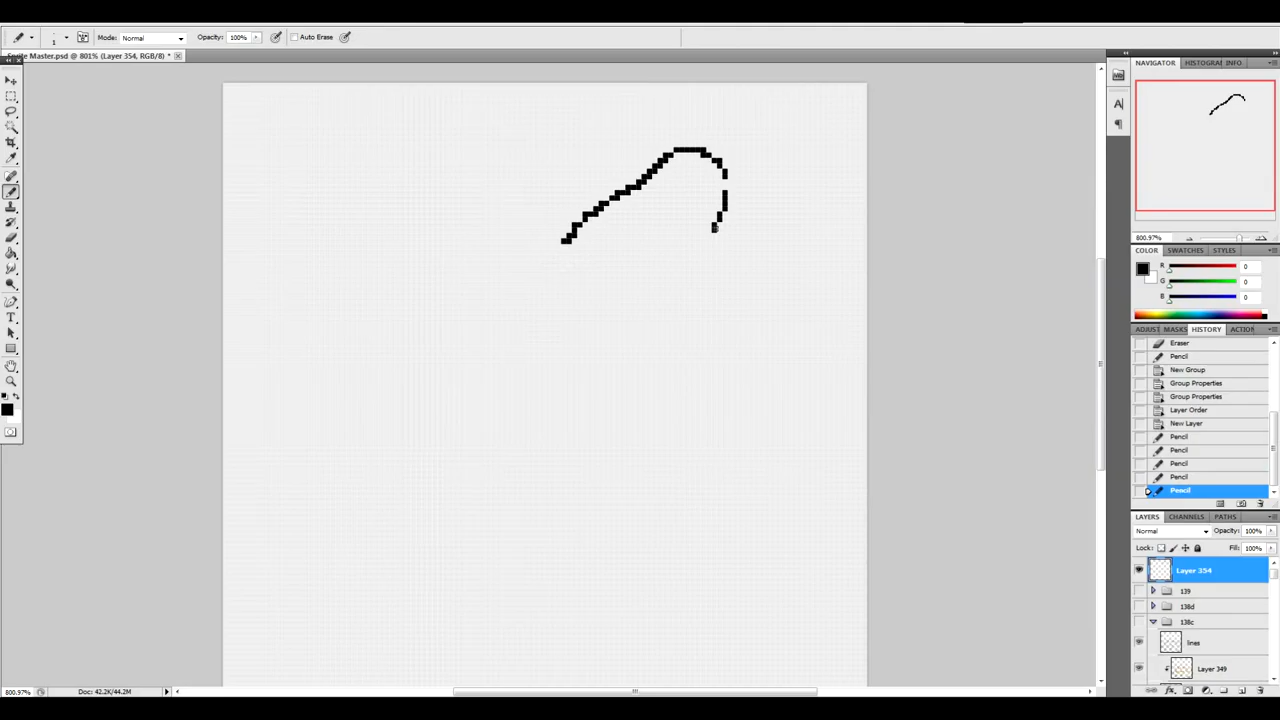 1 Mode: Normal Opacity: 100% Auto Erase
Master.psd @ 801% (Layer 354, RGB/8) *
NAVIGATOR HISTOGRAI INFO
800.97%
COLOR SWATCHES STYLES
R 0
G 0
B 0
ADJUST MASKS HISTORY ACTION
Eraser
Pencil
New Group
Group Properties
Group Properties
Layer Order
New Layer
Pencil
Pencil
Pencil
Pencil
Pencil
LAYERS CHANNELS PATHS
Normal Opacity: 100%
Lock: Fill: 100%
Layer 354
139
138d
138c
lines
Layer 349
800.97% Doc: 42.2K/44.2M